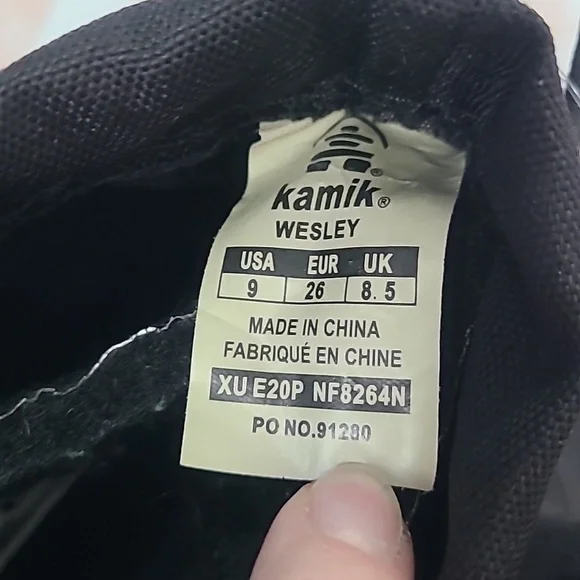 kamik®
WESLEY
USA EUR UK
9 26 8.5
MADE IN CHINA
FABRIQUÉ EN CHINE
XU E20P NF8264N
PO NO.91280